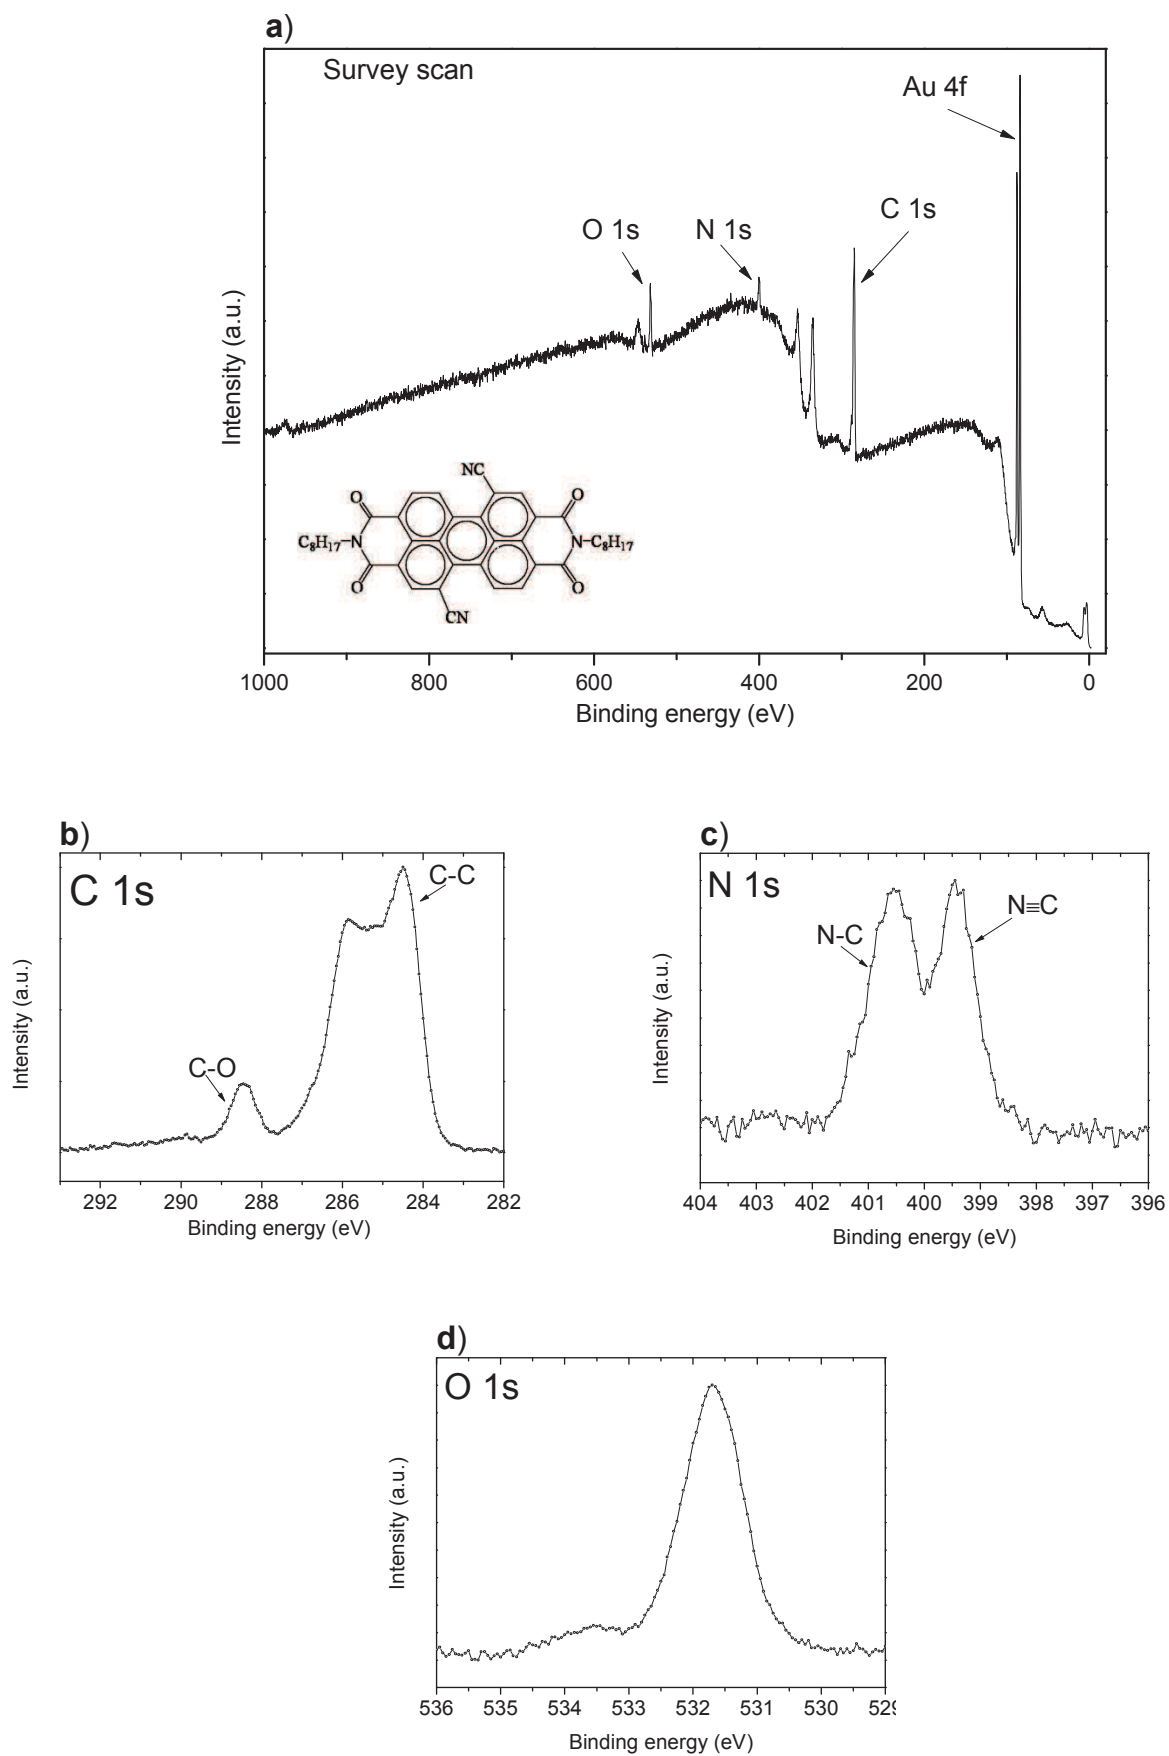 a)
Survey scan
Au 4f
C 1s
O 1s
N 1s
Intensity (a.u.)
NC
O
O
C8H17
N
N
C8H17
O
O
CN
1000
800
600
400
200
0
Binding energy (eV)
b)
C 1s
C-C
C-O
Intensity (a.u.)
292
290
288
286
284
282
Binding energy (eV)
c)
N 1s
N≡C
N-C
Intensity (a.u.)
404
403
402
401
400
399
398
397
396
Binding energy (eV)
d)
O 1s
Intensity (a.u.)
536
535
534
533
532
531
530
Binding energy (eV)